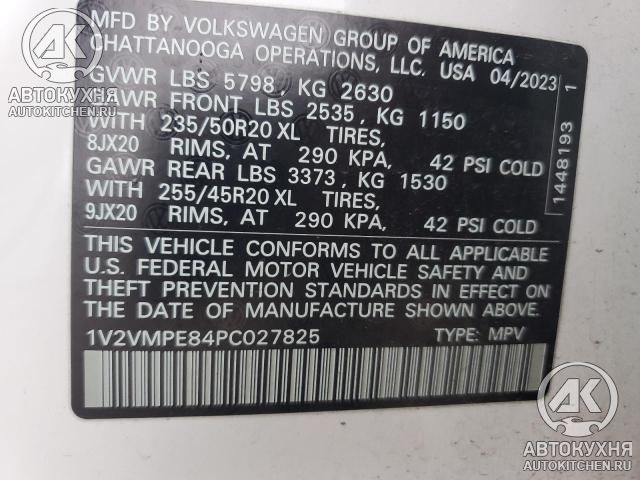 MFD BY VOLKSWAGEN GROUP OF AMERICA
CHATTANOOGA OPERATIONS, LLC. USA 04/2023
GVWR LBS 5798, KG 2630
GAWR FRONT LBS 2535, KG 1150
WITH 235/50R20 XL TIRES,
8JX20 RIMS, AT 290 KPA, 42 PSI COLD
GAWR REAR LBS 3373, KG 1530
WITH 255/45R20 XL TIRES,
9JX20 RIMS, AT 290 KPA, 42 PSI COLD
THIS VEHICLE CONFORMS TO ALL APPLICABLE
U.S. FEDERAL MOTOR VEHICLE SAFETY AND
THEFT PREVENTION STANDARDS IN EFFECT ON
THE DATE OF MANUFACTURE SHOWN ABOVE.
1V2VMPE84PC027825 TYPE: MPV
1448193 1
АК
АВТОКУХНЯ
AUTOKITCHEN.RU
АК
АВТОКУХНЯ
AUTOKITCHEN.RU